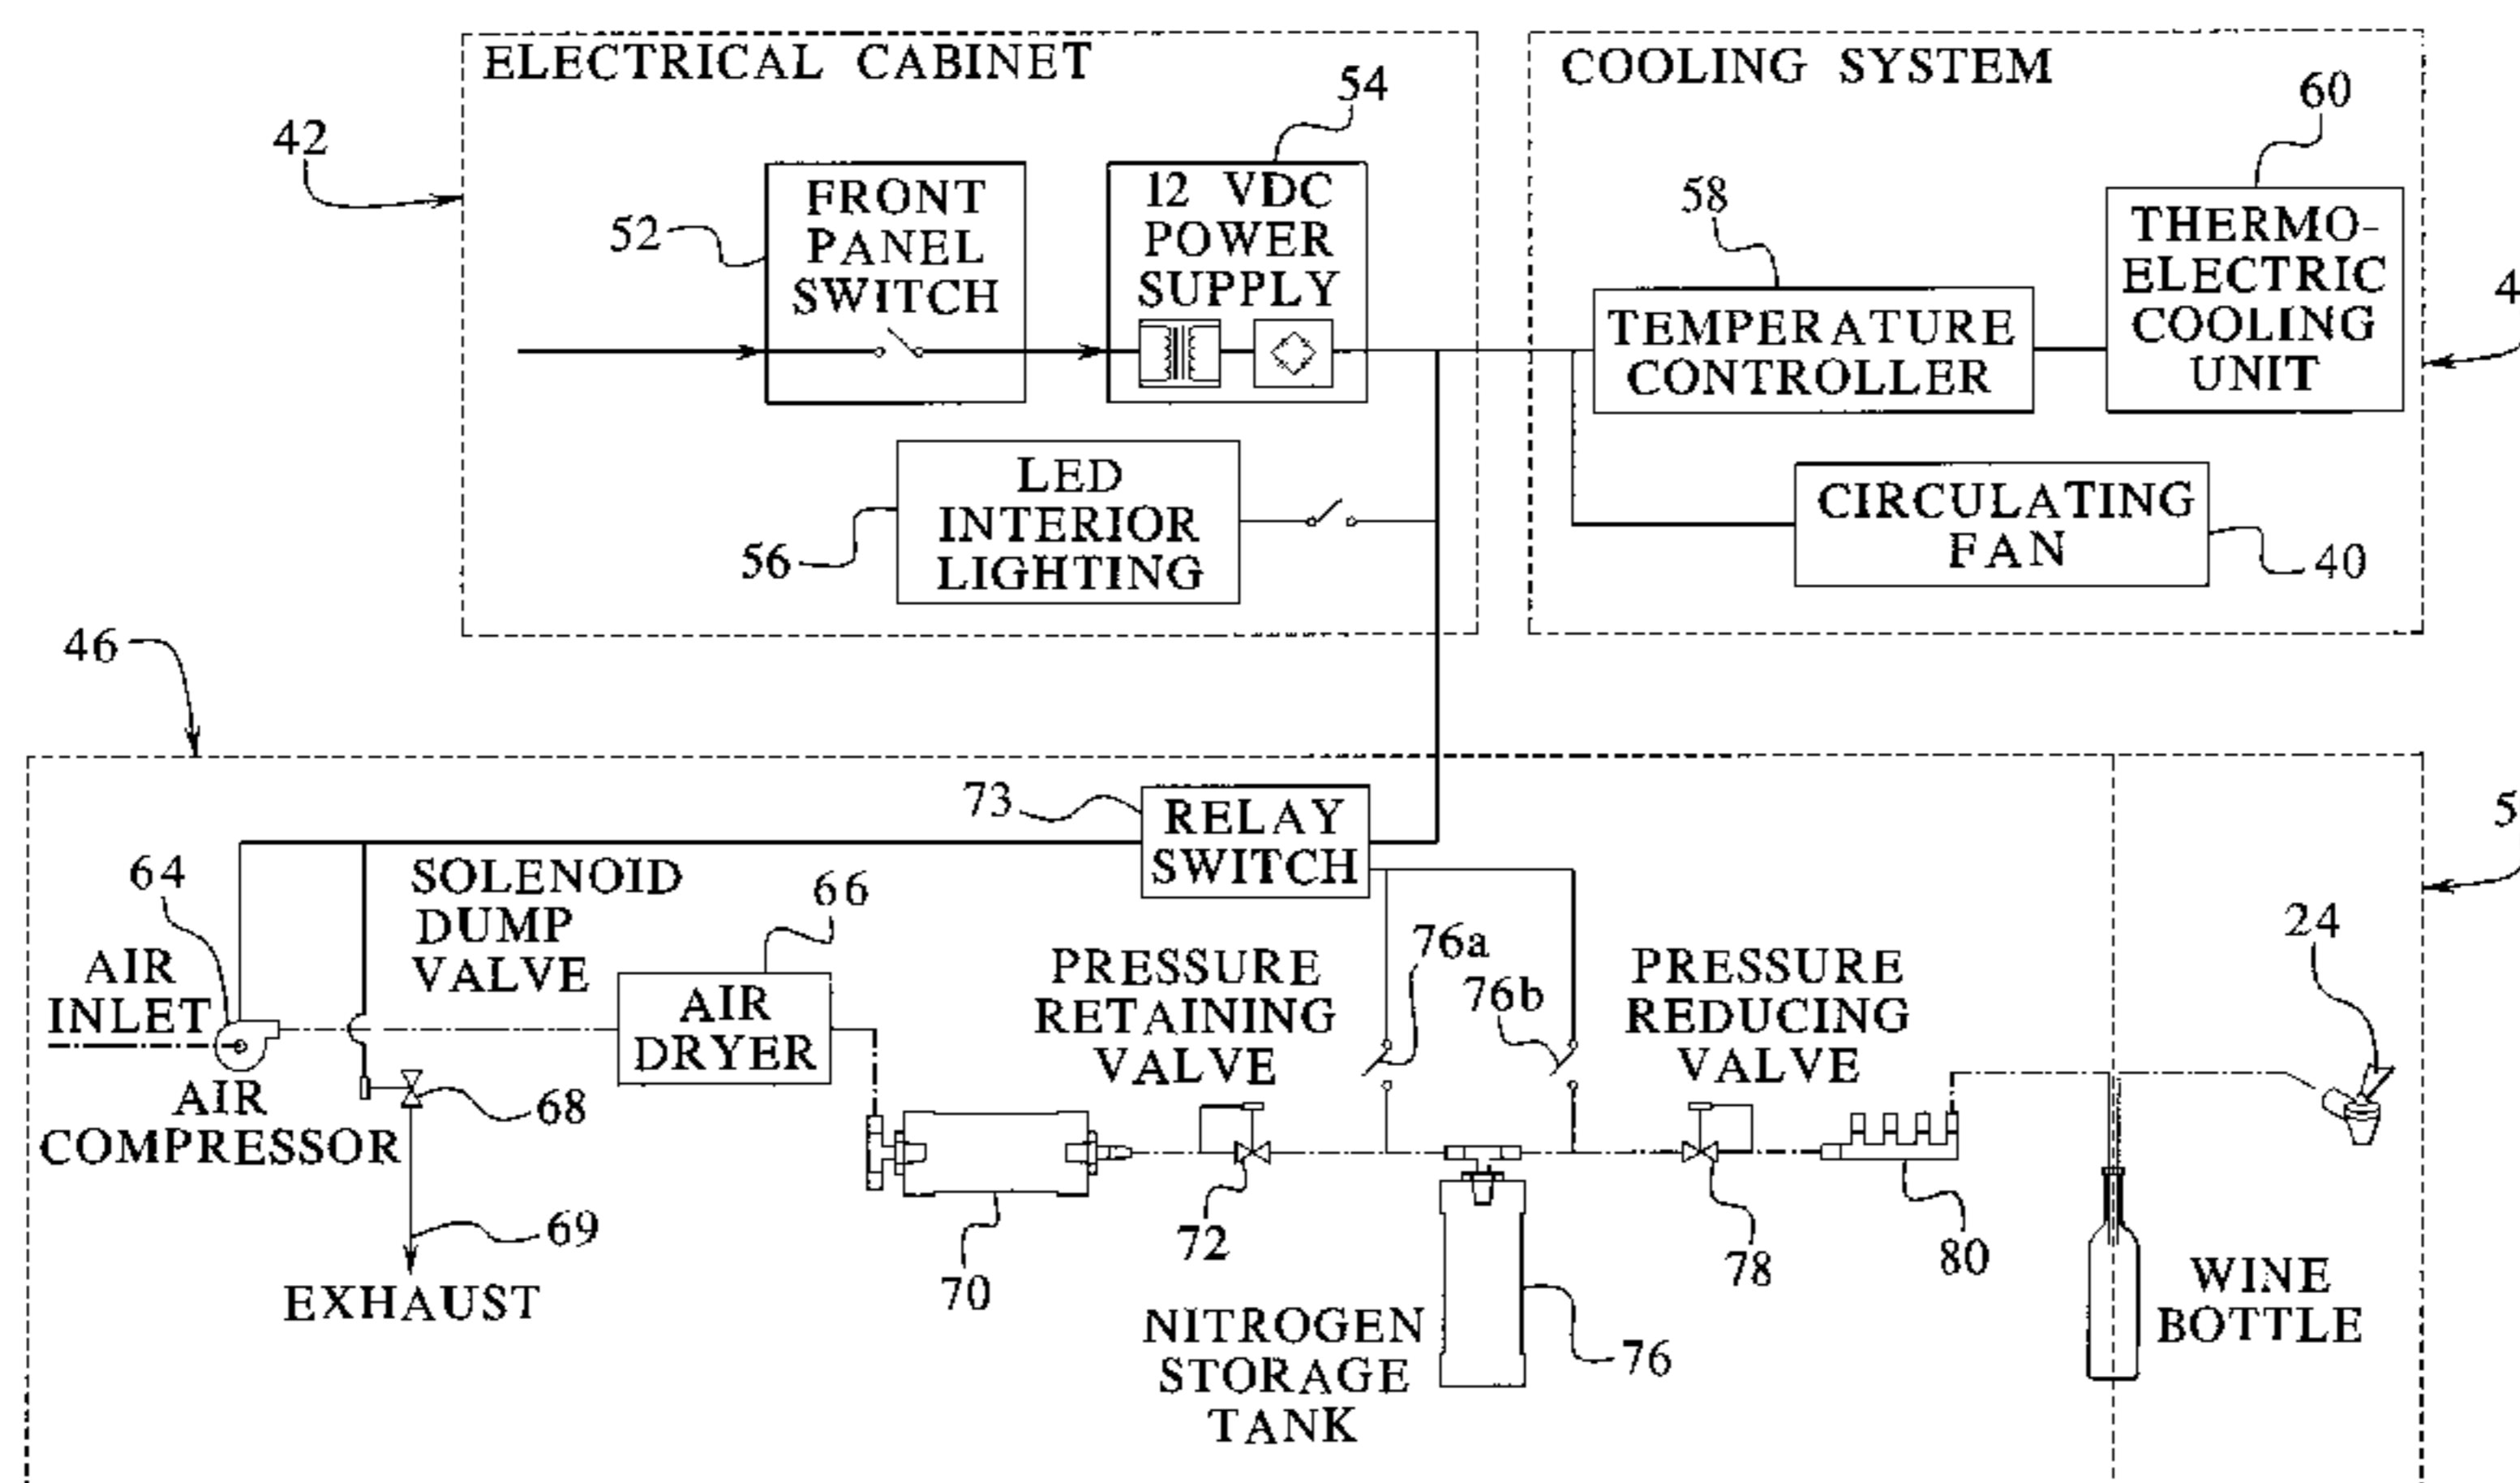 ELECTRICAL CABINET
54
42
52
FRONT
PANEL
SWITCH
12 VDC
POWER
SUPPLY
LED
INTERIOR
LIGHTING
56
COOLING SYSTEM
60
58
THERMO-
ELECTRIC
COOLING
UNIT
4
TEMPERATURE
CONTROLLER
CIRCULATING
FAN
40
46
73
RELAY
SWITCH
5
64
SOLENOID
DUMP
VALVE
66
AIR
INLET
AIR
DRYER
PRESSURE
RETAINING
VALVE
76a
76b
PRESSURE
REDUCING
VALVE
24
AIR
COMPRESSOR
68
69
EXHAUST
70
72
NITROGEN
STORAGE
TANK
76
78
80
WINE
BOTTLE